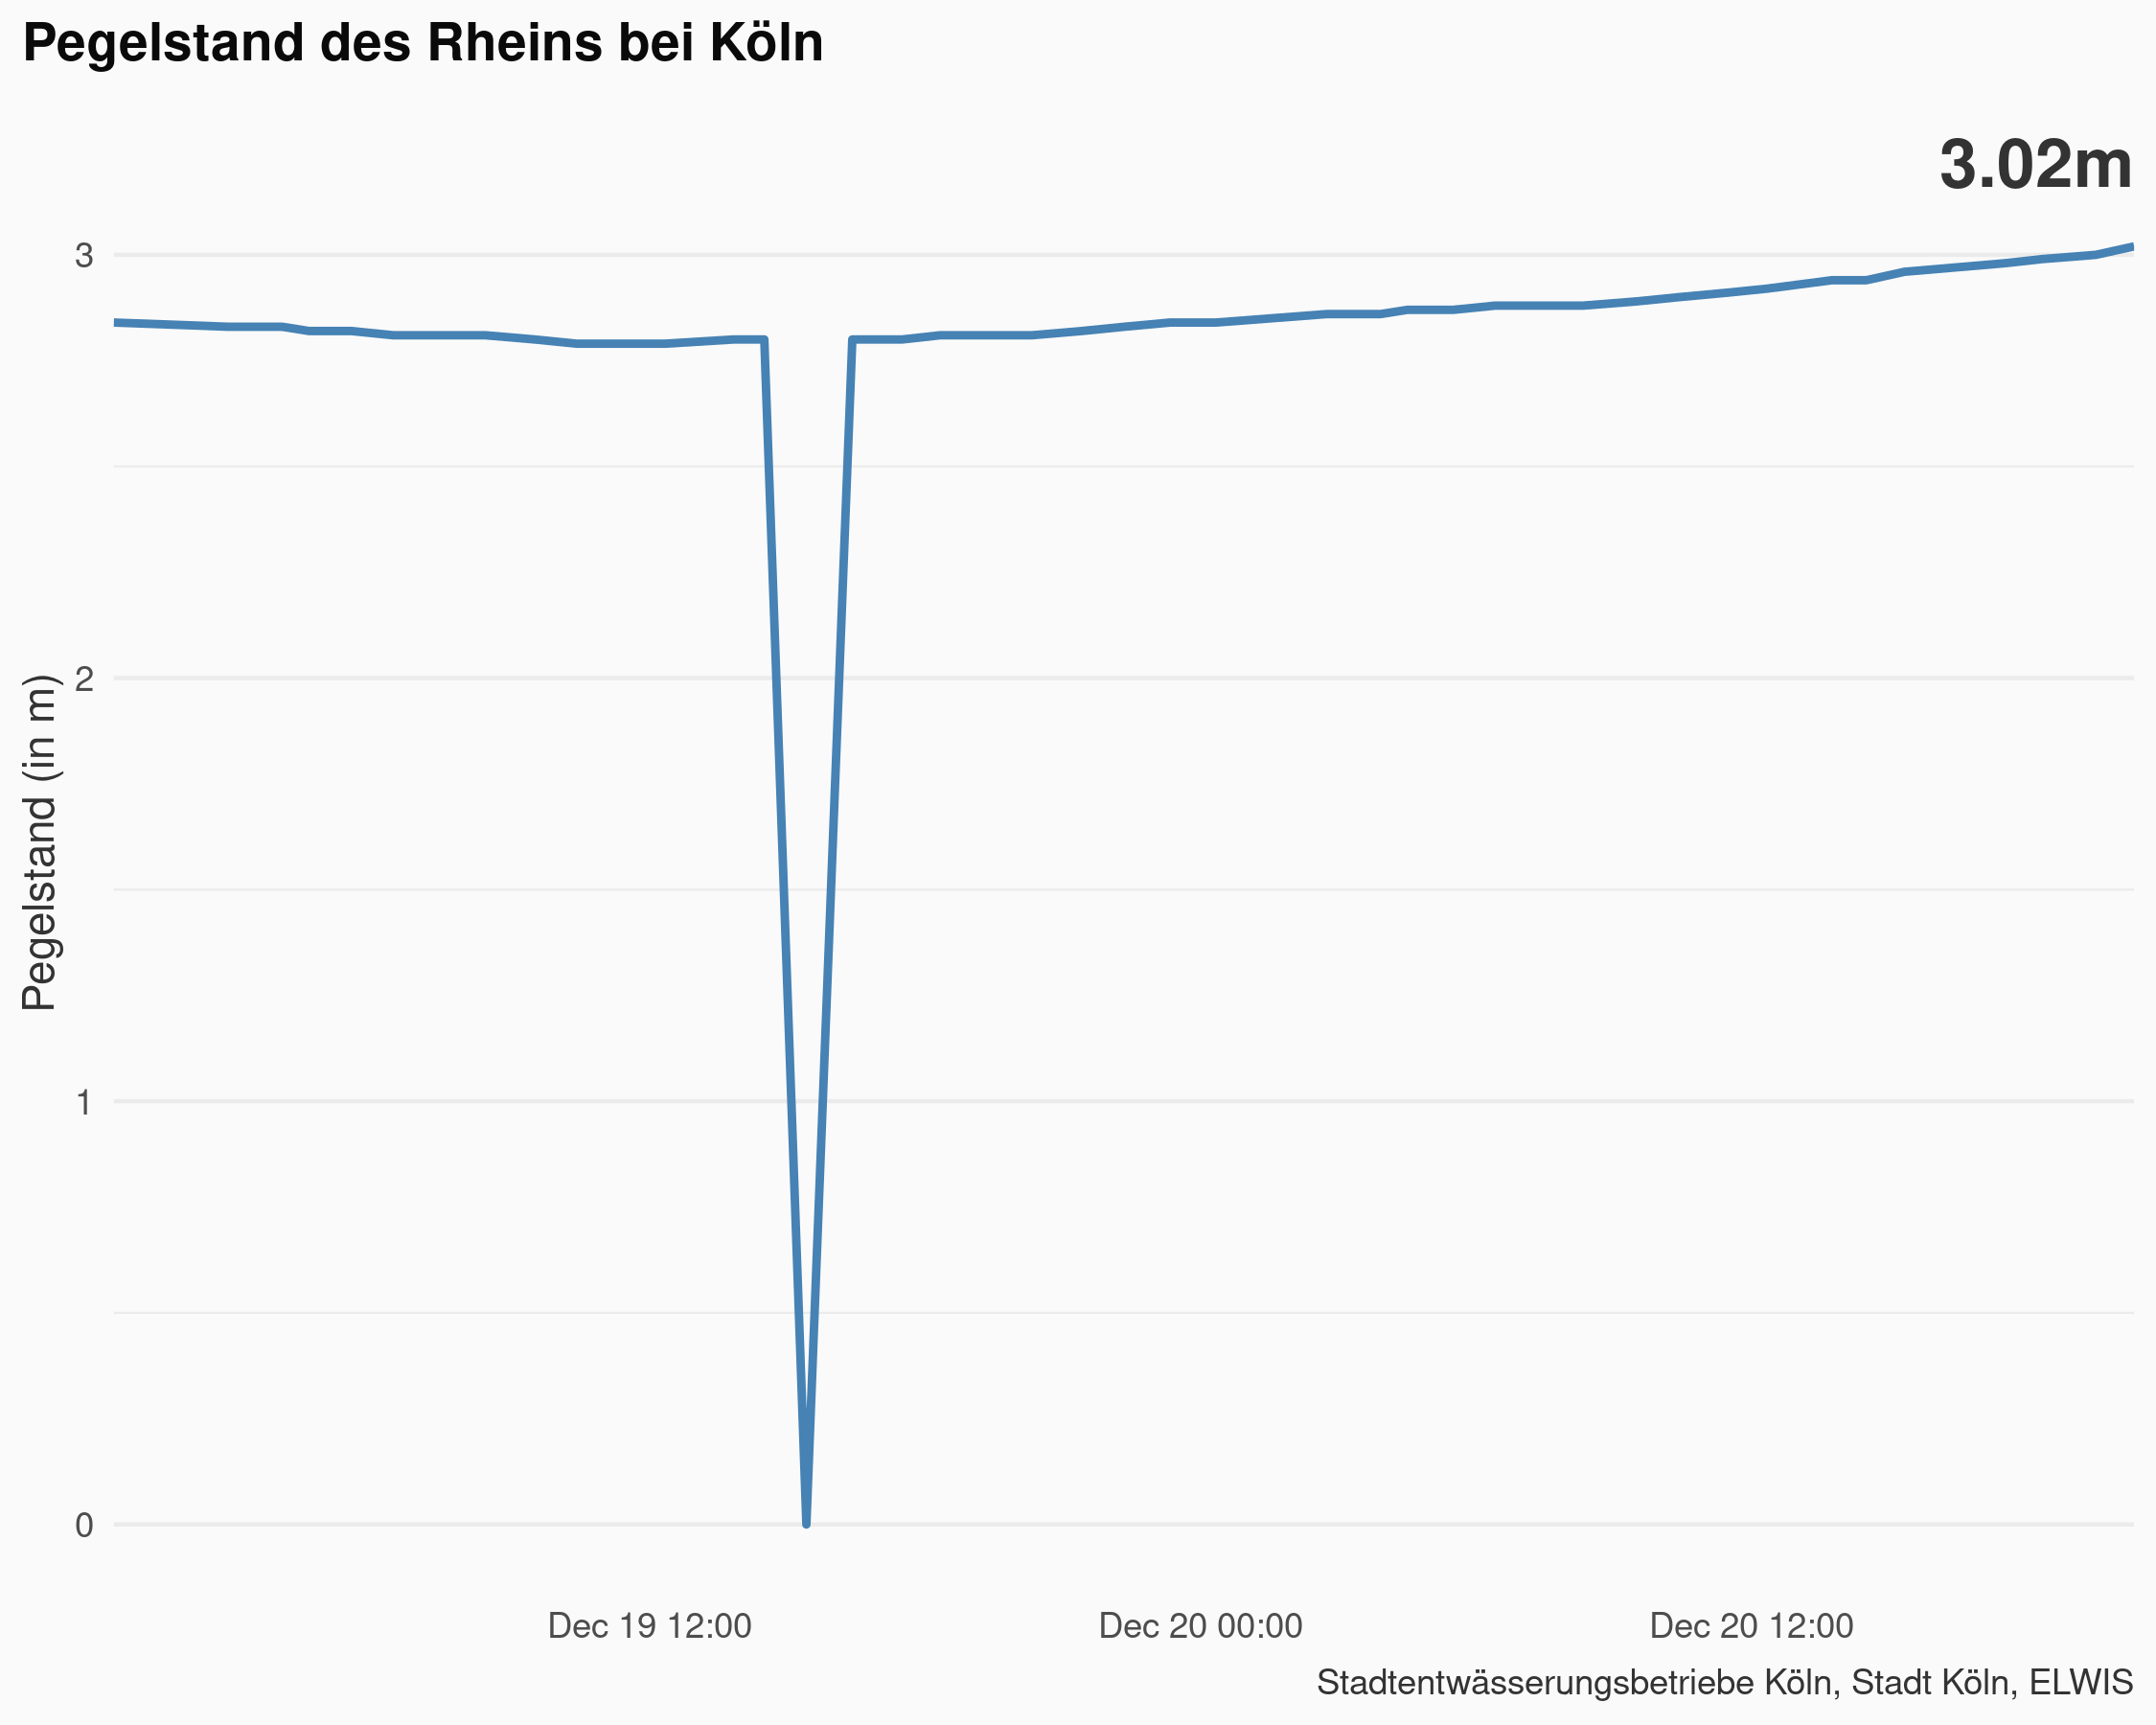 Pegelstand des Rheins bei Köln
3.02m
3
2
1
0
Pegelstand (in m)
Dec 19 12:00
Dec 20 00:00
Dec 20 12:00
Stadtentwässerungsbetriebe Köln, Stadt Köln, ELWIS